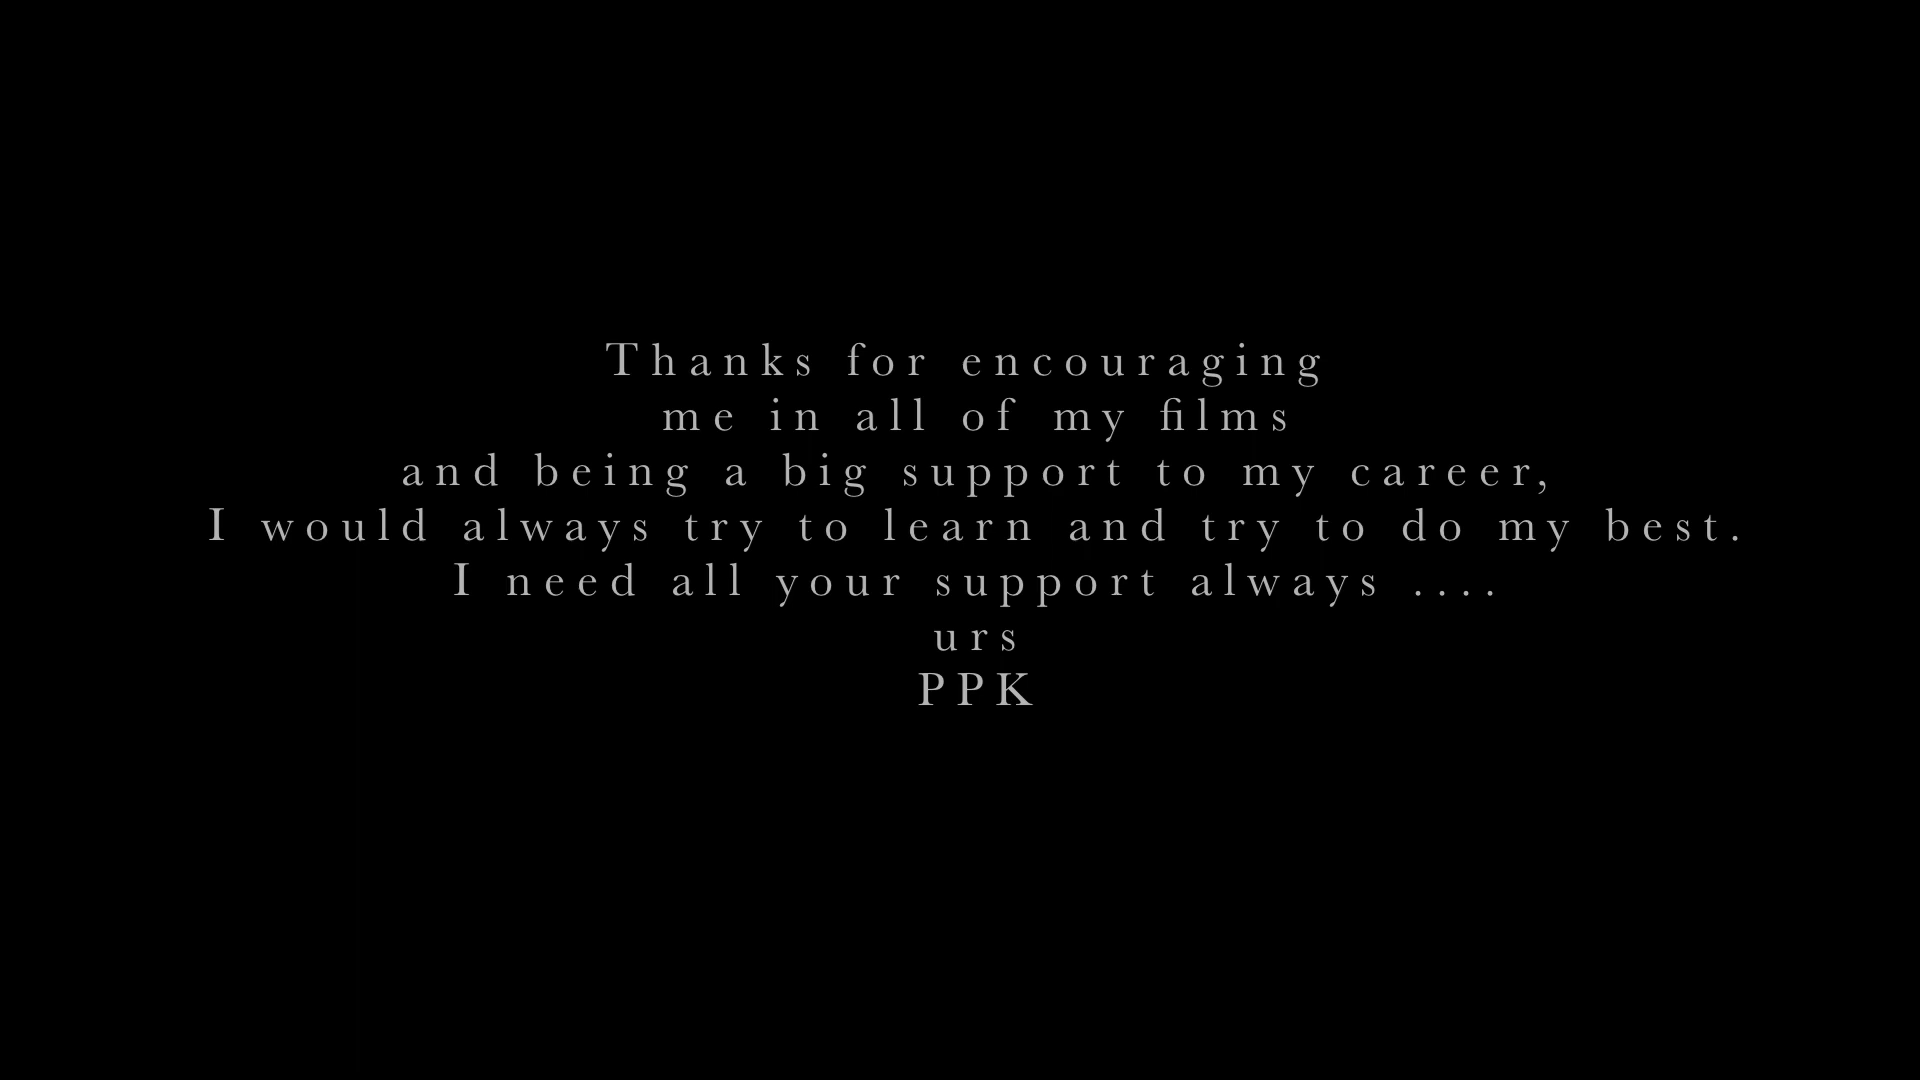 Thanks for encouraging
me in all of my films
and being a big support to my career,
I would always try to learn and try to do my best.
I need all your support always ....
urs
PPK